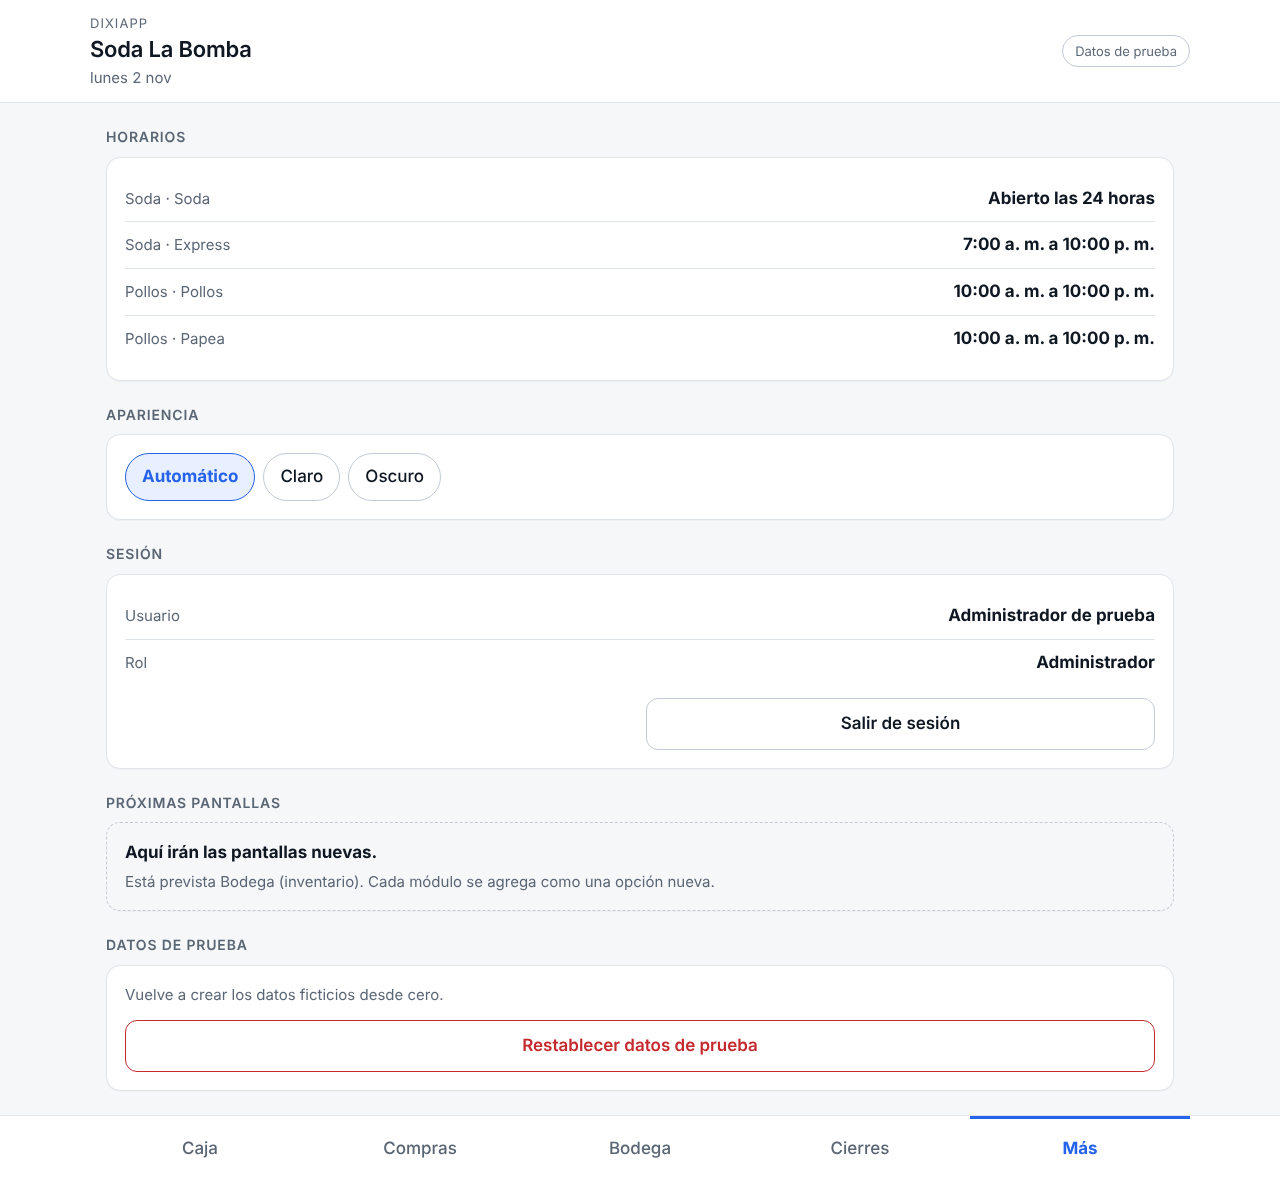 DIXIAPP
Soda La Bomba
lunes 2 nov
Datos de prueba
HORARIOS
Soda · Soda
Abierto las 24 horas
Soda · Express
7:00 a. m. a 10:00 p. m.
Pollos · Pollos
10:00 a. m. a 10:00 p. m.
Pollos · Papea
10:00 a. m. a 10:00 p. m.
APARIENCIA
Automático
Claro
Oscuro
SESIÓN
Usuario
Administrador de prueba
Rol
Administrador
Salir de sesión
PRÓXIMAS PANTALLAS
Aquí irán las pantallas nuevas.
Está prevista Bodega (inventario). Cada módulo se agrega como una opción nueva.
DATOS DE PRUEBA
Vuelve a crear los datos ficticios desde cero.
Restablecer datos de prueba
Caja
Compras
Bodega
Cierres
Más